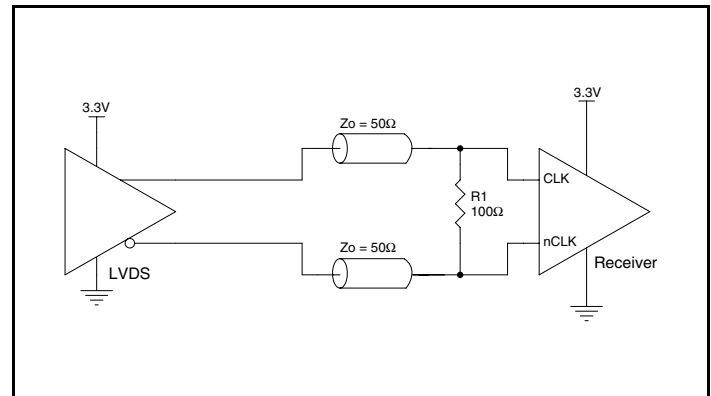 3.3V
3.3V
Zo = 50Ω
CLK
R1
100Ω
nCLK
Zo = 50Ω
LVDS
Receiver